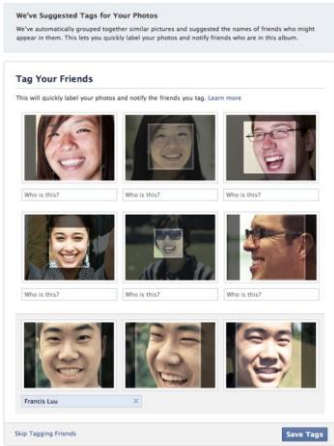 We've Suggested Tags for Your Photos
We've automatically grouped together similar pictures and suggested the names of friends who might
appear in them. This lets you quickly label your photos and notify friends who are in this album.
Tag Your Friends
This will quickly label your photos and notify the friends you tag. Learn more
Who is this? Who is this? Who is this?
Who is this? Who is this? Who is this?
Francis Luu
Skip Tagging Friends Save Tags